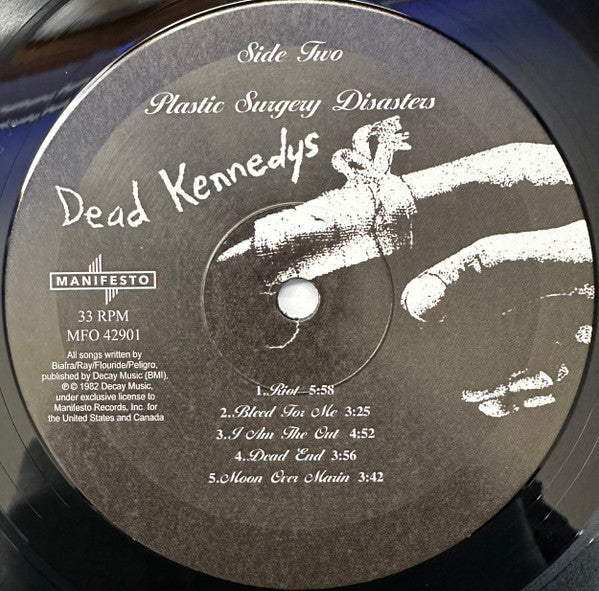 Side Two
Plastic Surgery Disasters
Dead Kennedys
MANIFESTO
33 RPM
MFO 42901
All songs written by
Biafra/Ray/Flouride/Peligro,
published by Decay Music (BMI).
℗ © 1982 Decay Music,
under exclusive license to
Manifesto Records, Inc. for
the United States and Canada
1..Riot 5:58
2..Bleed For Me 3:25
3..I Am The Owl 4:52
4..Dead End 3:56
5..Moon Over Marin 3:42